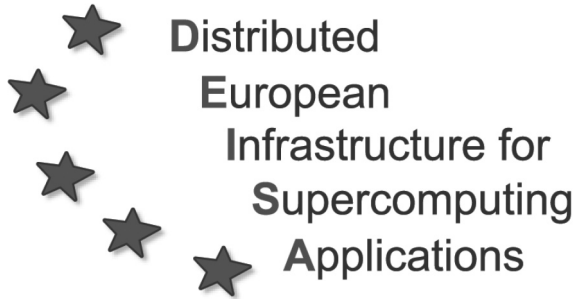 Distributed
European
Infrastructure for
Supercomputing
Applications